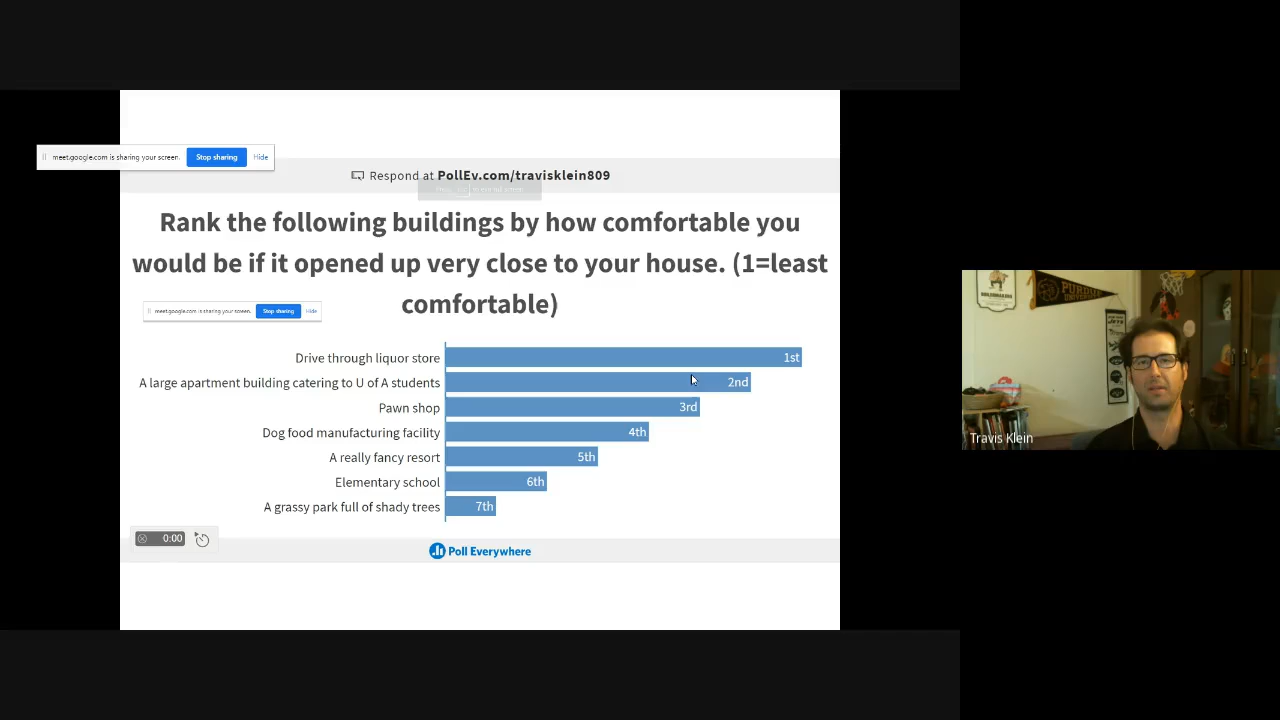 meet.google.com is sharing your screen. Stop sharing Hide
Respond at PollEv.com/travisklein809
Rank the following buildings by how comfortable you
would be if it opened up very close to your house. (1=least
comfortable)
meet.google.com is sharing your screen. Stop sharing Hide
Drive through liquor store 1st
A large apartment building catering to U of A students 2nd
Pawn shop 3rd
Dog food manufacturing facility 4th
A really fancy resort 5th
Elementary school 6th
A grassy park full of shady trees 7th
0:00
Poll Everywhere
PURDUE
Travis Klein